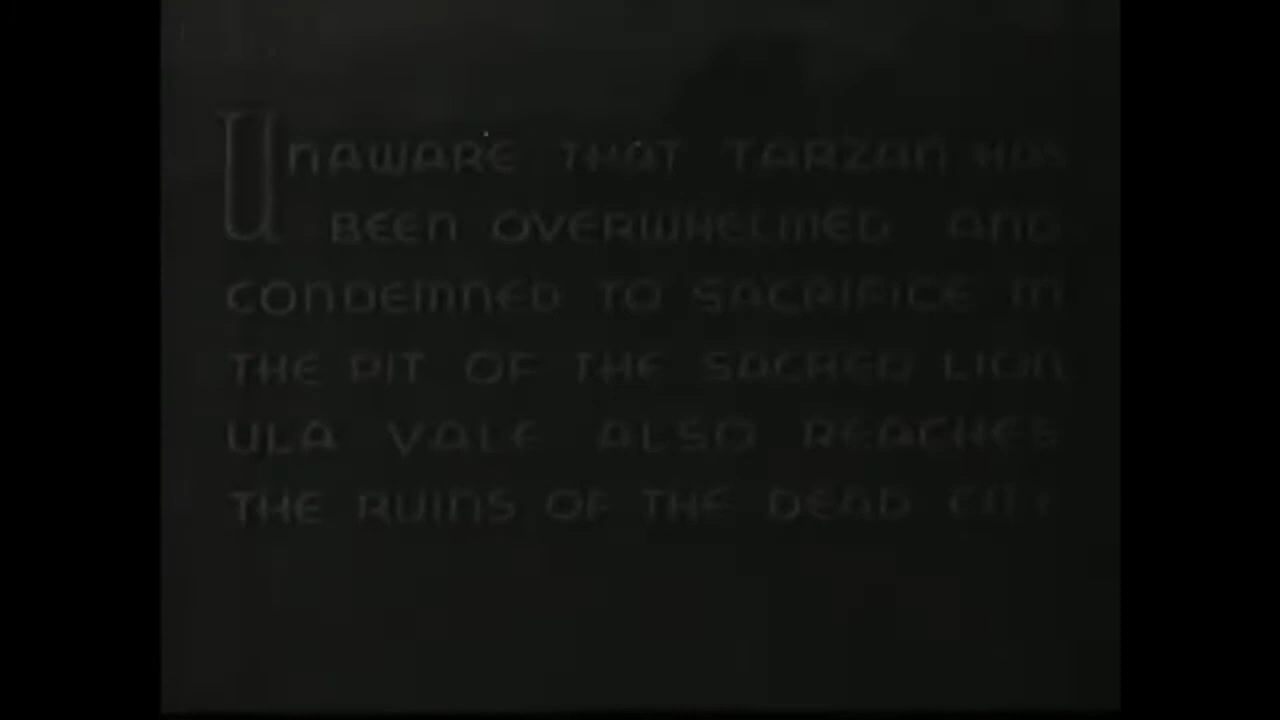 UNAWARE THAT TARZAN HAS
BEEN OVERWHELMED AND
CONDEMNED TO SACRIFICE IN
THE PIT OF THE SACRED LION
ULA VALE ALSO REACHES
THE RUINS OF THE DEAD CITY